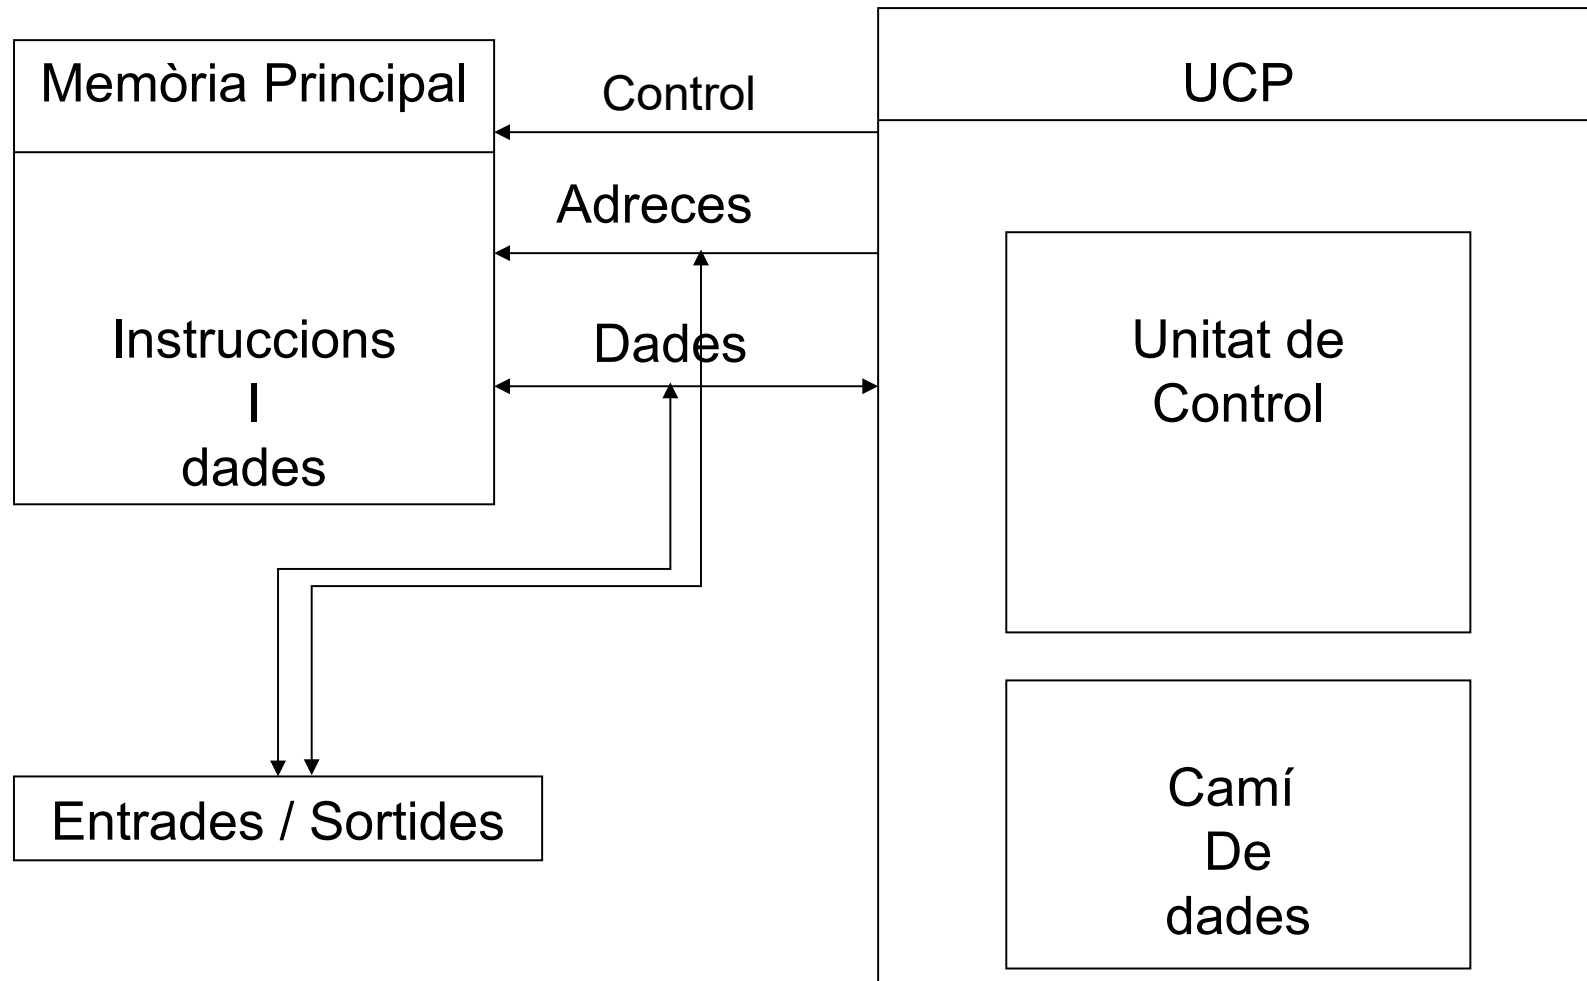 Memòria Principal
Control
UCP
Adreces
Instruccions
I
dades
Dades
Unitat de
Control
Entrades / Sortides
Camí
De
dades